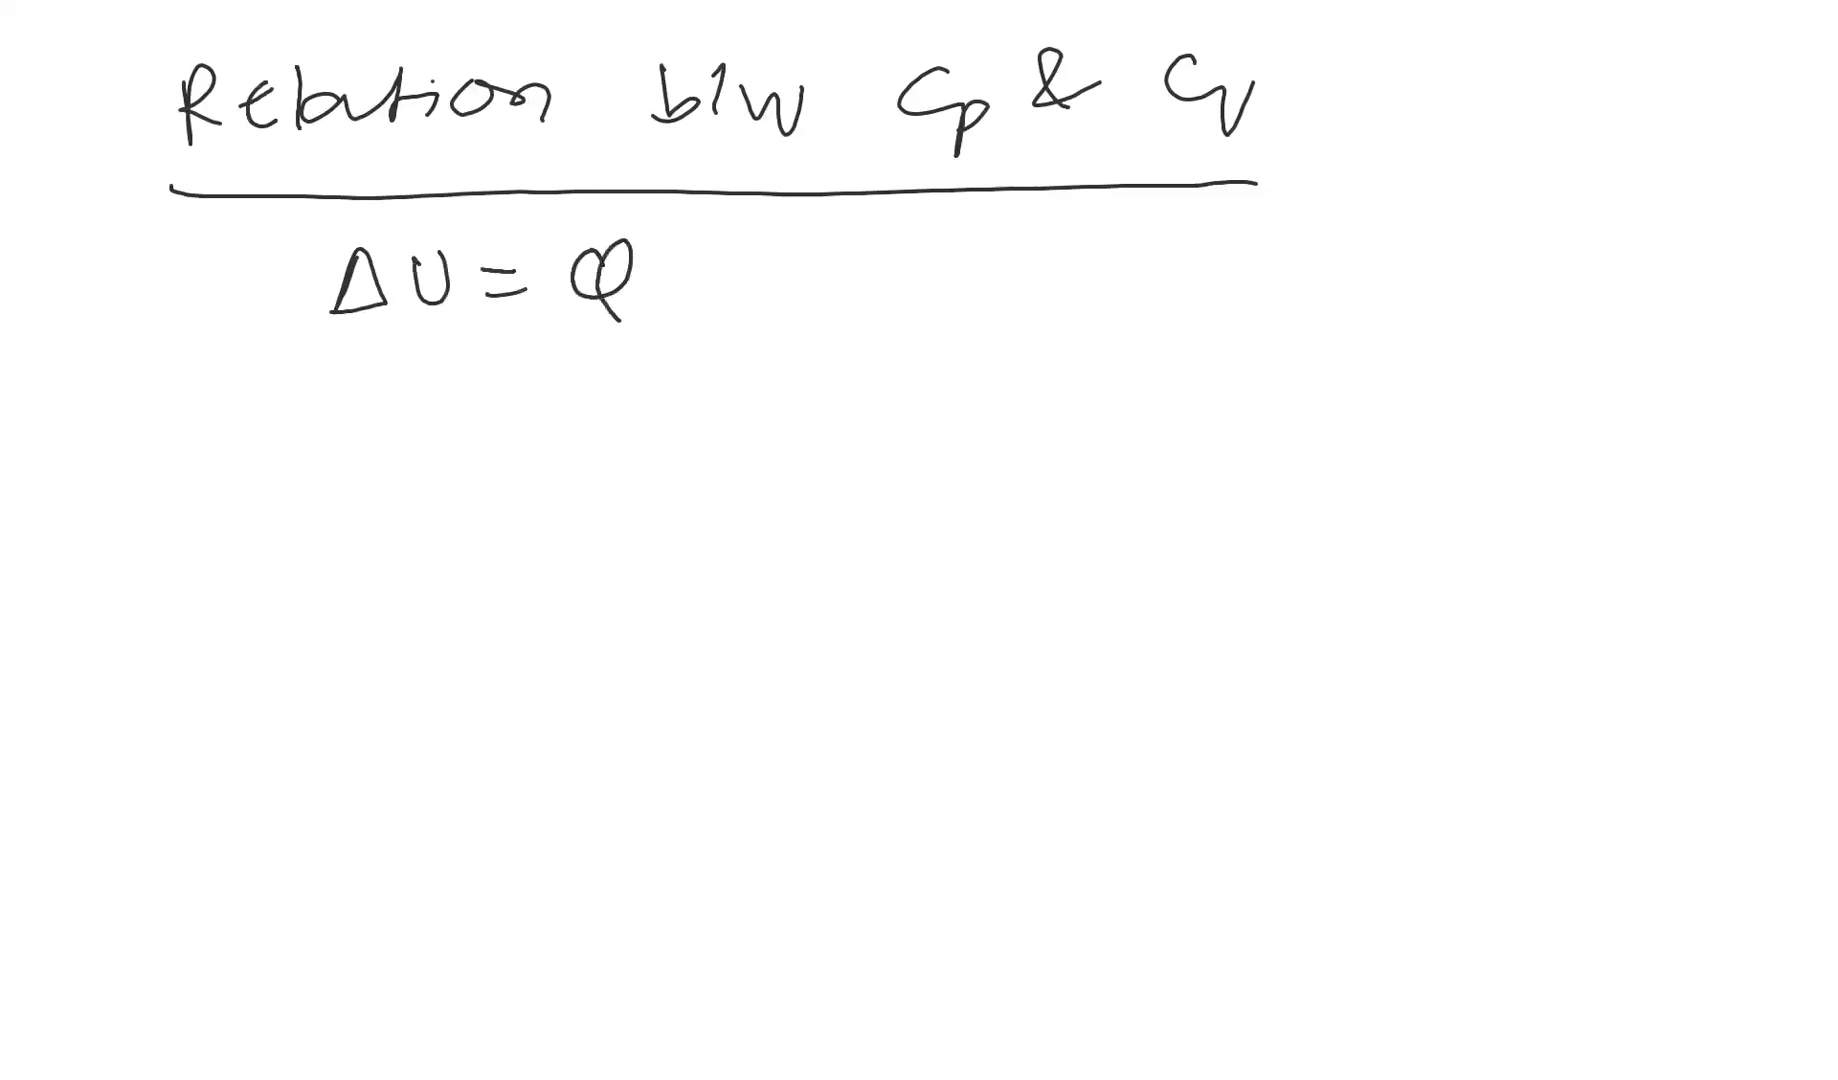 Relation b/w Cp & Cv
ΔU = Q